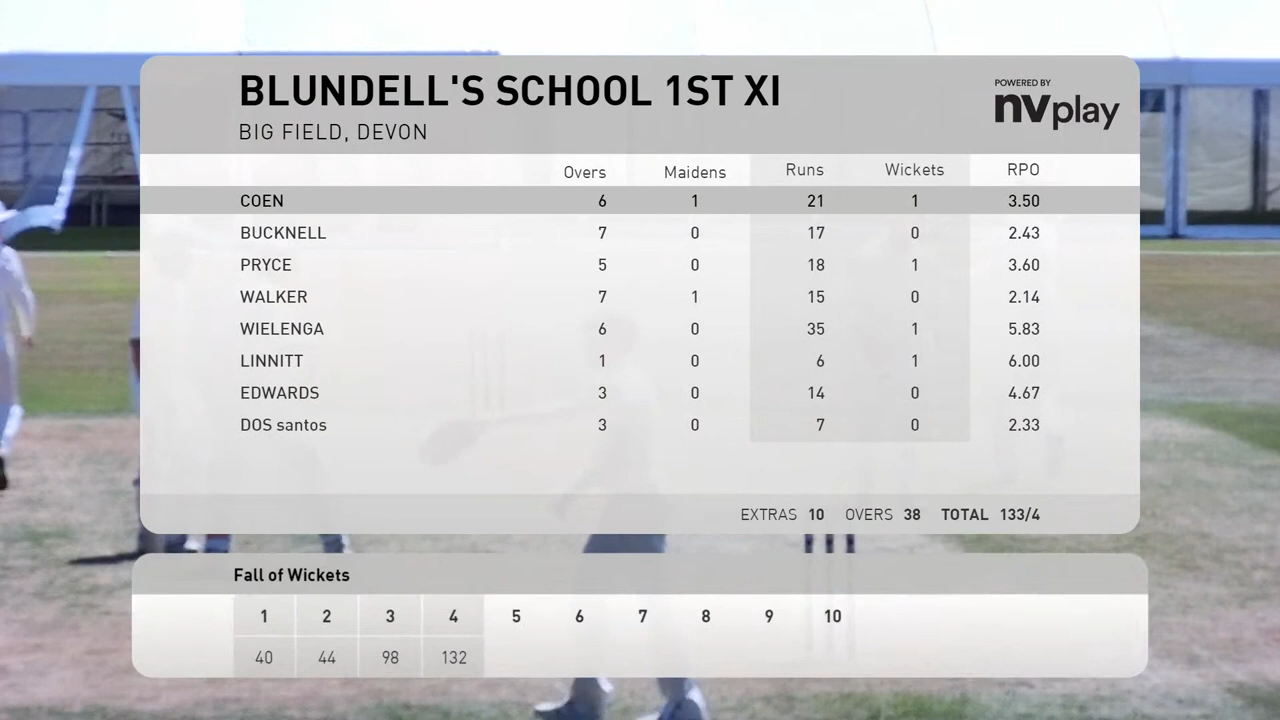 BLUNDELL'S SCHOOL 1ST XI
BIG FIELD, DEVON
POWERED BY
nvplay
Overs Maidens Runs Wickets RPO
COEN 6 1 21 1 3.50
BUCKNELL 7 0 17 0 2.43
PRYCE 5 0 18 1 3.60
WALKER 7 1 15 0 2.14
WIELENGA 6 0 35 1 5.83
LINNITT 1 0 6 1 6.00
EDWARDS 3 0 14 0 4.67
DOS santos 3 0 7 0 2.33
EXTRAS 10 OVERS 38 TOTAL 133/4
Fall of Wickets
1 2 3 4 5 6 7 8 9 10
40 44 98 132